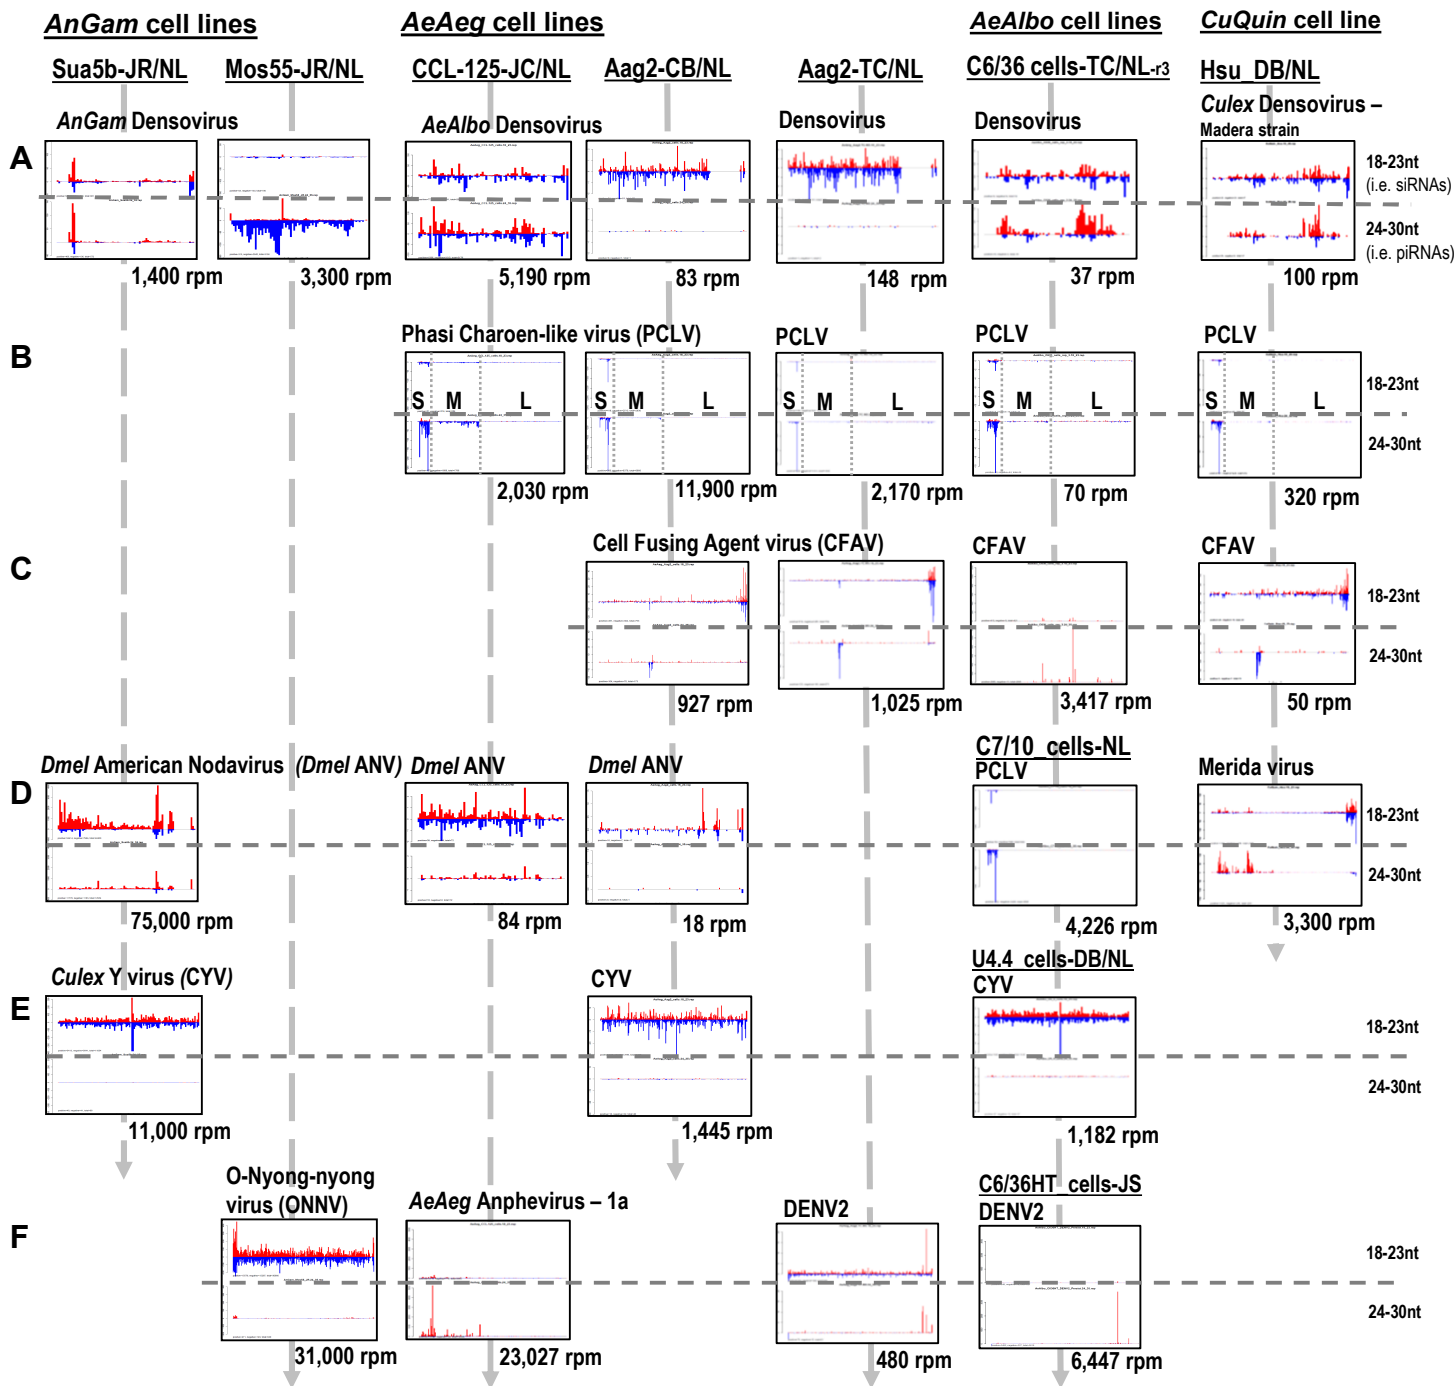 AnGam cell lines
AeAeg cell lines
AeAlbo cell lines
CuQuin cell line
Sua5b-JR/NL
Mos55-JR/NL
CCL-125-JC/NL
Aag2-CB/NL
Aag2-TC/NL
C6/36 cells-TC/NL-r3
Hsu_DB/NL
A
AnGam Densovirus
AeAlbo Densovirus
Densovirus
Densovirus
Culex Densovirus –
Madera strain
18-23nt
(i.e. siRNAs)
24-30nt
(i.e. piRNAs)
1,400 rpm
3,300 rpm
5,190 rpm
83 rpm
148 rpm
37 rpm
100 rpm
B
Phasi Charoen-like virus (PCLV)
PCLV
PCLV
PCLV
S M L
S M L
S M L
S M L
S M L
18-23nt
24-30nt
2,030 rpm
11,900 rpm
2,170 rpm
70 rpm
320 rpm
C
Cell Fusing Agent virus (CFAV)
CFAV
CFAV
18-23nt
24-30nt
927 rpm
1,025 rpm
3,417 rpm
50 rpm
D
Dmel American Nodavirus (Dmel ANV)
Dmel ANV
Dmel ANV
C7/10_cells-NL
PCLV
Merida virus
18-23nt
24-30nt
75,000 rpm
84 rpm
18 rpm
4,226 rpm
3,300 rpm
E
Culex Y virus (CYV)
CYV
U4.4_cells-DB/NL
CYV
18-23nt
24-30nt
11,000 rpm
1,445 rpm
1,182 rpm
F
O-Nyong-nyong
virus (ONNV)
AeAeg Anphevirus – 1a
DENV2
C6/36HT_cells-JS
DENV2
18-23nt
24-30nt
31,000 rpm
23,027 rpm
480 rpm
6,447 rpm